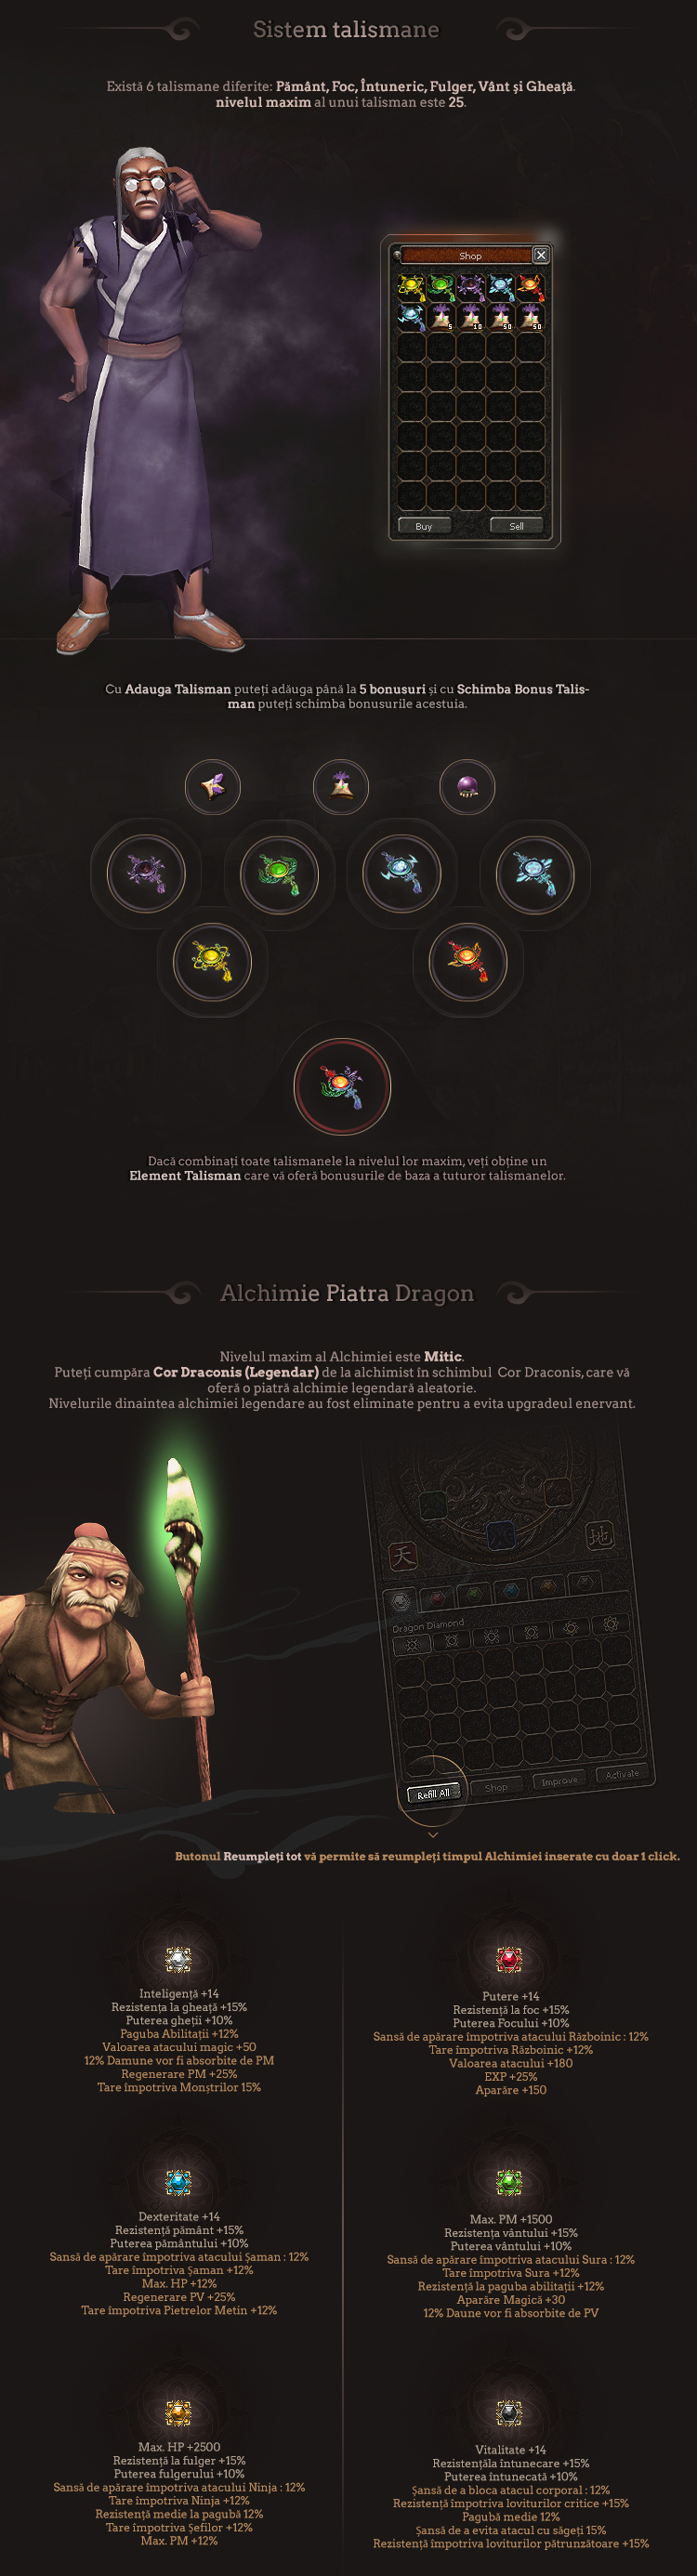 Sistem talismane
Există 6 talismane diferite: Pământ, Foc, Întuneric, Fulger, Vânt și Gheață.
nivelul maxim al unui talisman este 25.
Shop
5 10 50 50
Buy Sell
Cu Adauga Talisman puteți adăuga până la 5 bonusuri și cu Schimba Bonus Talis-
man puteți schimba bonusurile acestuia.
Dacă combinați toate talismanele la nivelul lor maxim, veți obține un
Element Talisman care vă oferă bonusurile de baza a tuturor talismanelor.
Alchimie Piatra Dragon
Nivelul maxim al Alchimiei este Mitic.
Puteți cumpăra Cor Draconis (Legendar) de la alchimist în schimbul Cor Draconis, care vă
oferă o piatră alchimie legendară aleatorie.
Nivelurile dinaintea alchimiei legendare au fost eliminate pentru a evita upgradeul enervant.
天 地
Dragon Diamond
Refill All Shop Improve Activate
Butonul Reumpleți tot vă permite să reumpleți timpul Alchimiei inserate cu doar 1 click.
Inteligență +14
Rezistența la gheață +15%
Puterea gheții +10%
Paguba Abilitații +12%
Valoarea atacului magic +50
12% Damune vor fi absorbite de PM
Regenerare PM +25%
Tare împotriva Monștrilor 15%
Putere +14
Rezistență la foc +15%
Puterea Focului +10%
Sansă de apărare împotriva atacului Războinic : 12%
Tare împotriva Războinic +12%
Valoarea atacului +180
EXP +25%
Aparăre +150
Dexteritate +14
Rezistență pământ +15%
Puterea pământului +10%
Sansă de apărare împotriva atacului Șaman : 12%
Tare împotriva Șaman +12%
Max. HP +12%
Regenerare PV +25%
Tare împotriva Pietrelor Metin +12%
Max. PM +1500
Rezistența vântului +15%
Puterea vântului +10%
Sansă de apărare împotriva atacului Sura : 12%
Tare împotriva Sura +12%
Rezistență la paguba abilitații +12%
Aparăre Magică +30
12% Daune vor fi absorbite de PV
Max. HP +2500
Rezistență la fulger +15%
Puterea fulgerului +10%
Sansă de apărare împotriva atacului Ninja : 12%
Tare împotriva Ninja +12%
Rezistență medie la pagubă 12%
Tare împotriva Șefilor +12%
Max. PM +12%
Vitalitate +14
Rezistențăla întunecare +15%
Puterea întunecată +10%
Șansă de a bloca atacul corporal : 12%
Rezistență împotriva loviturilor critice +15%
Pagubă medie 12%
Șansă de a evita atacul cu săgeți 15%
Rezistență împotriva loviturilor pătrunzătoare +15%